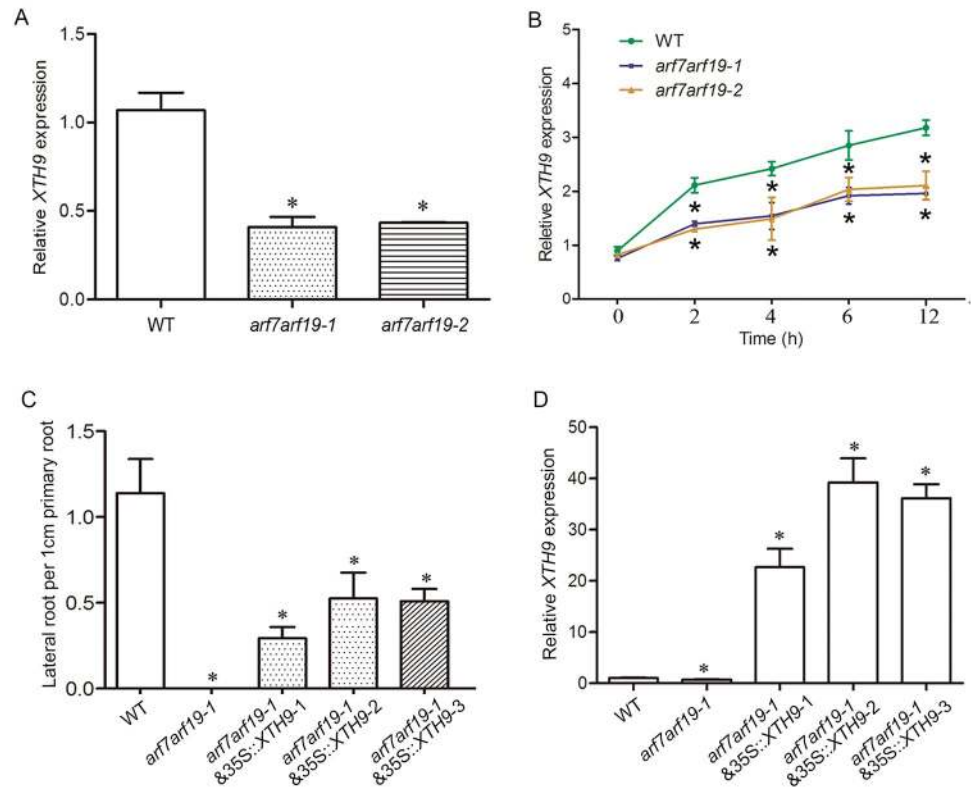 A
Relative XTH9 expression
1.5
1.0
0.5
0.0
*
*
WT
arf7arf19-1
arf7arf19-2
B
Reletive XTH9 expression
5
4
3
2
1
0
WT
arf7arf19-1
arf7arf19-2
*
*
*
*
*
*
*
*
0
2
4
6
12
Time (h)
C
Lateral root per 1cm primary root
1.5
1.0
0.5
0.0
*
*
*
*
WT
arf7arf19-1
arf7arf19-1
&35S::XTH9-1
arf7arf19-1
&35S::XTH9-2
arf7arf19-1
&35S::XTH9-3
D
Relative XTH9 expression
50
40
30
20
10
0
*
*
*
*
WT
arf7arf19-1
arf7arf19-1
&35S::XTH9-1
arf7arf19-1
&35S::XTH9-2
arf7arf19-1
&35S::XTH9-3